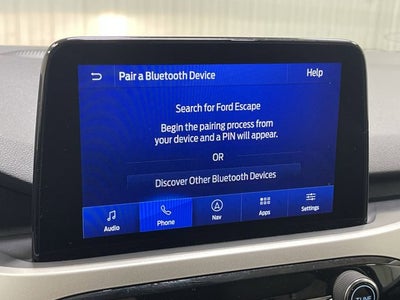 Pair a Bluetooth Device Help
Search for Ford Escape
Begin the pairing process from
your device and a PIN will appear.
OR
Discover Other Bluetooth Devices
Audio Phone Nav Apps Settings
TUNE